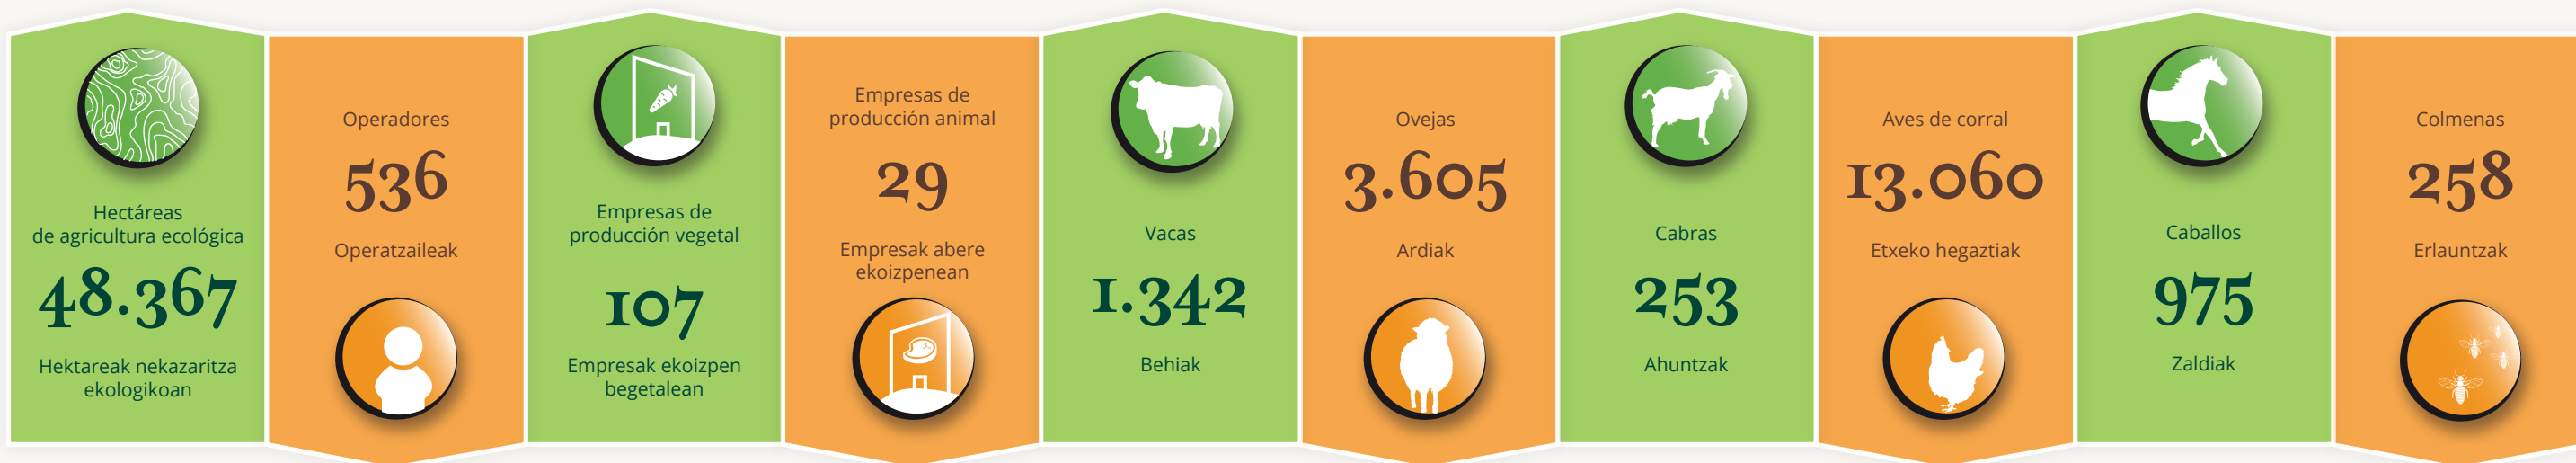 Hectáreas
de agricultura ecológica
48.367
Hektareak nekazaritza
ekologikoan
Operadores
536
Operatzaileak
Empresas de
producción vegetal
107
Empresak ekoizpen
begetalean
Empresas de
producción animal
29
Empresak abere
ekoizpenean
Vacas
1.342
Behiak
Ovejas
3.605
Ardiak
Cabras
253
Ahuntzak
Aves de corral
13.060
Etxeko hegaztiak
Caballos
975
Zaldiak
Colmenas
258
Erlauntzak